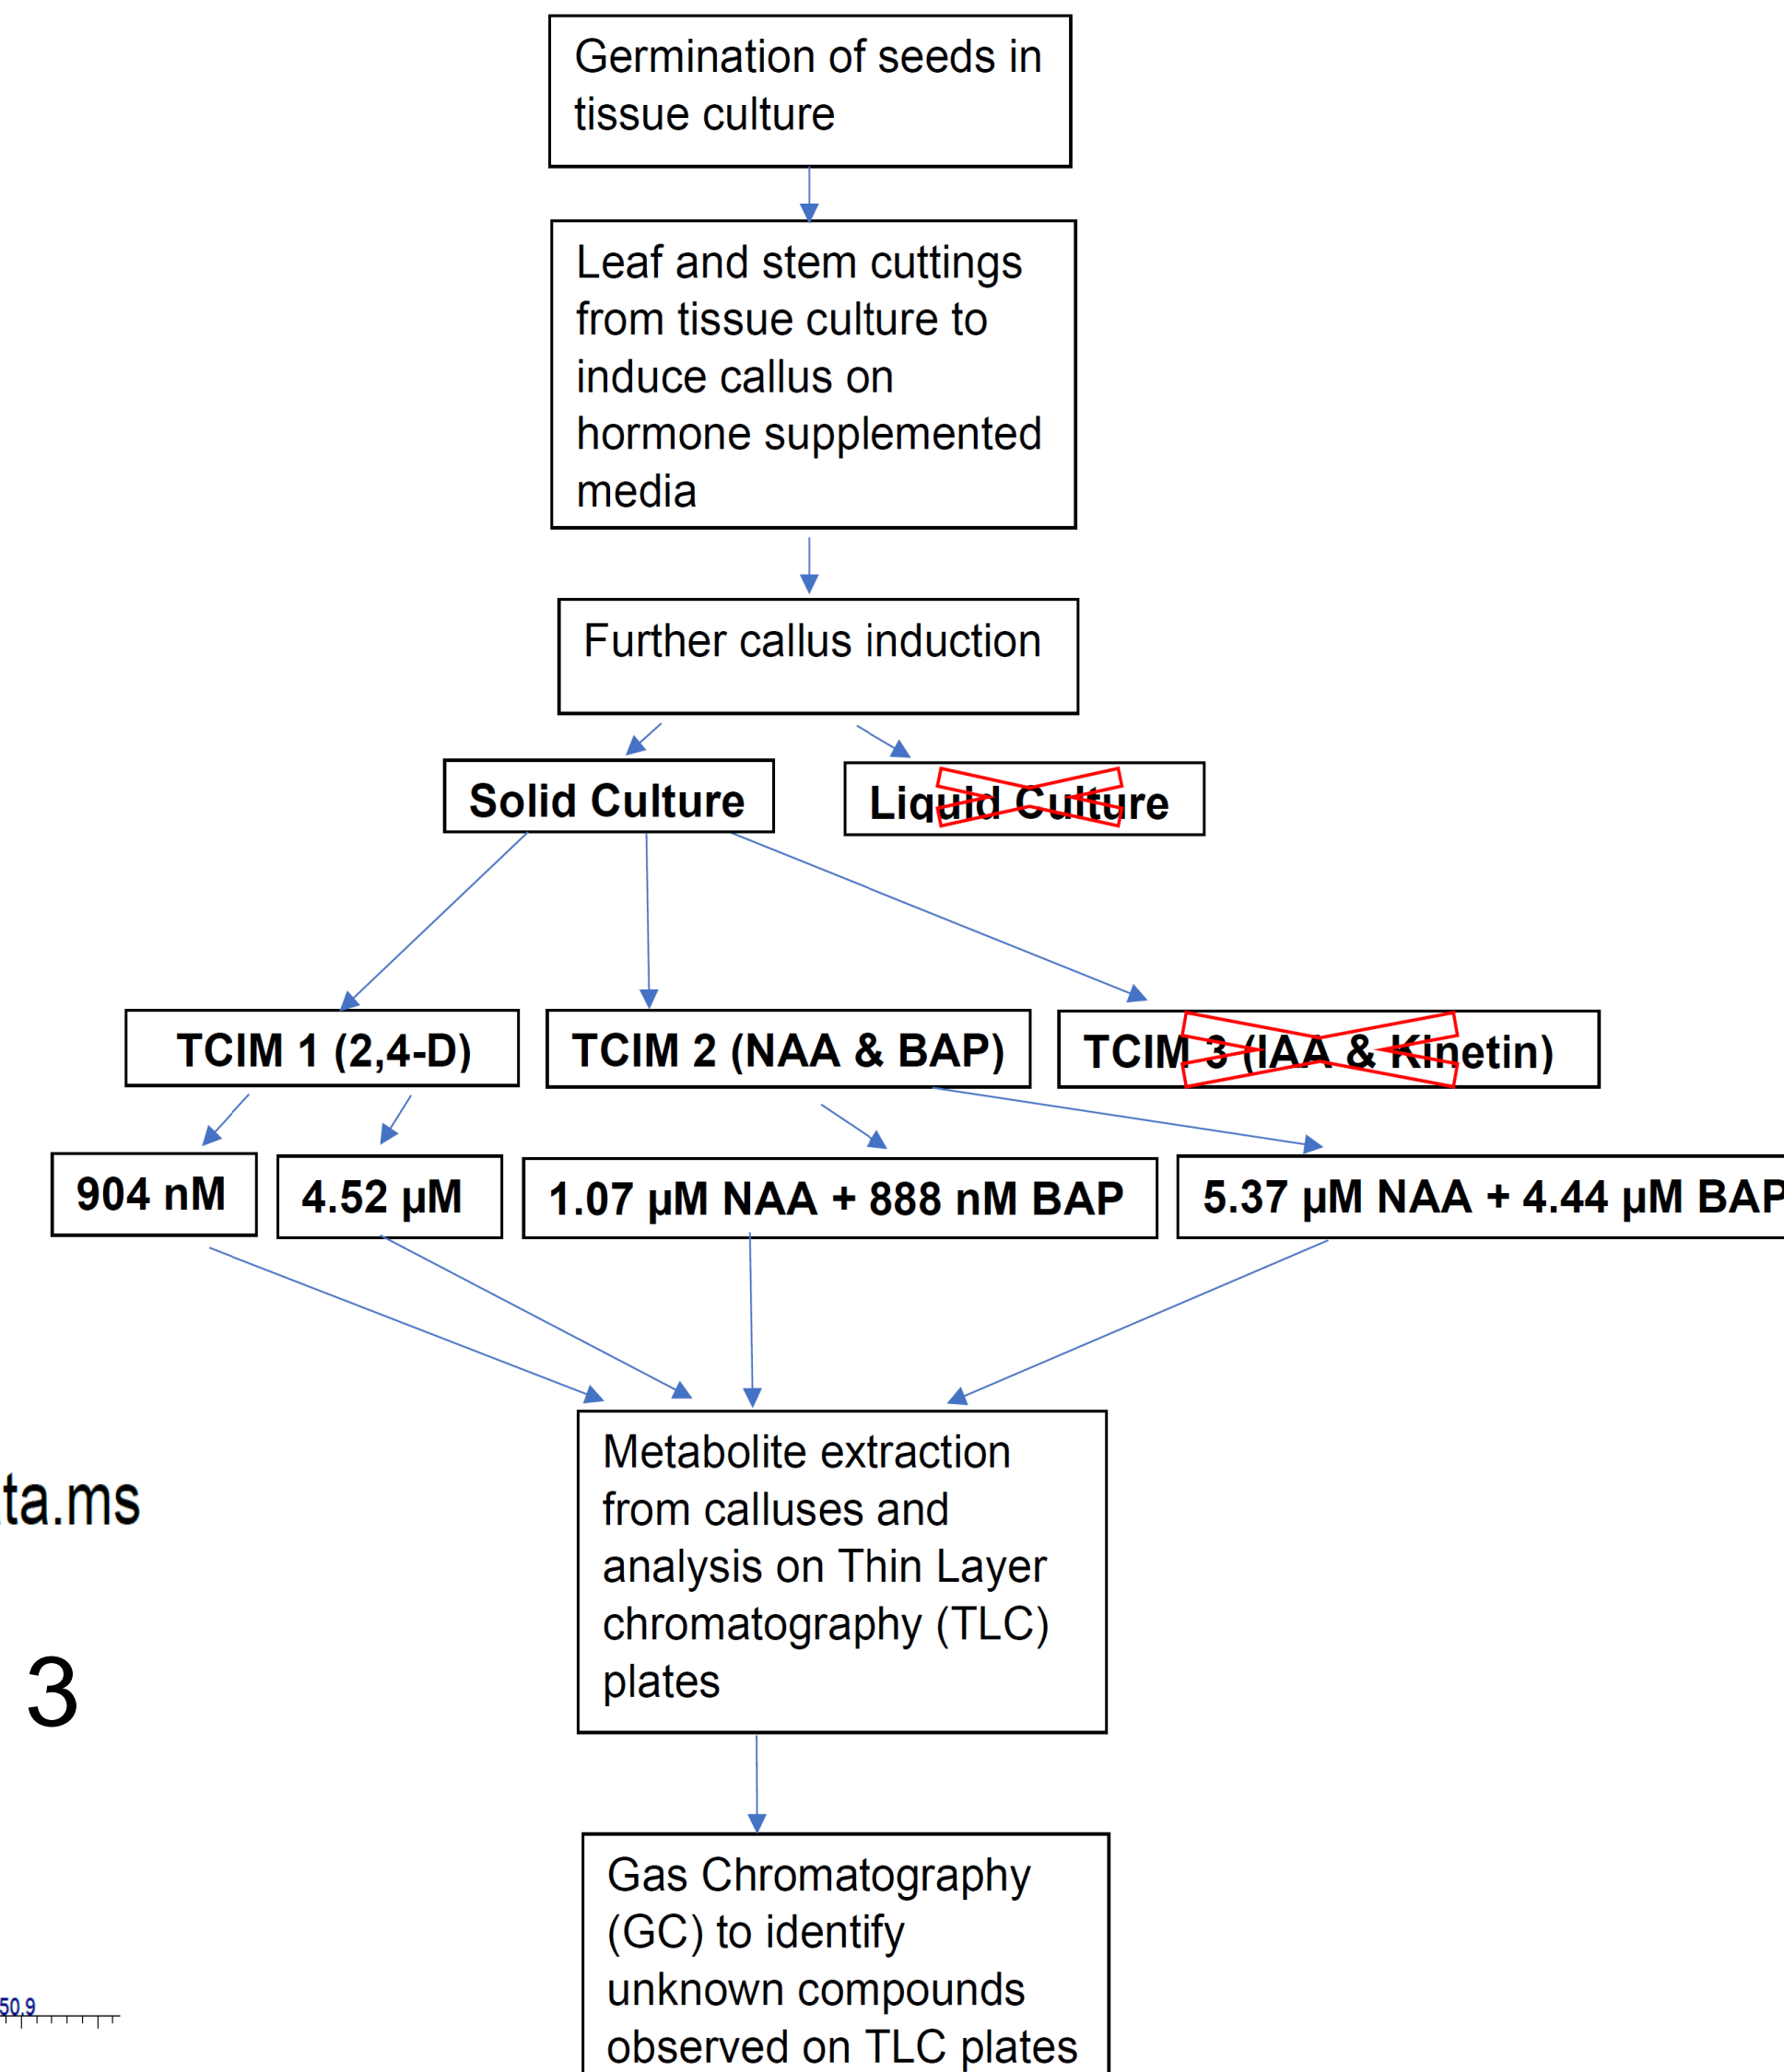 Germination of seeds in
tissue culture
Leaf and stem cuttings
from tissue culture to
induce callus on
hormone supplemented
media
Further callus induction
Solid Culture
Liquid Culture
TCIM 1 (2,4-D)
TCIM 2 (NAA & BAP)
TCIM 3 (IAA & Kinetin)
904 nM
4.52 µM
1.07 µM NAA + 888 nM BAP
5.37 µM NAA + 4.44 µM BAP
Metabolite extraction
from calluses and
analysis on Thin Layer
chromatography (TLC)
plates
ta.ms
3
Gas Chromatography
(GC) to identify
unknown compounds
observed on TLC plates
50.9